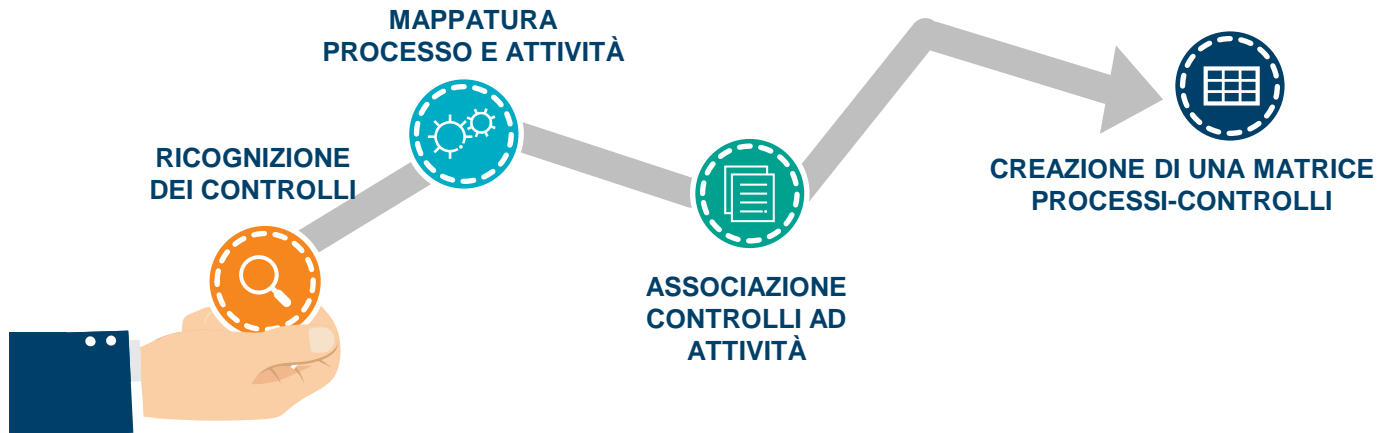 RICOGNIZIONE
DEI CONTROLLI
MAPPATURA
PROCESSO E ATTIVITÀ
ASSOCIAZIONE
CONTROLLI AD
ATTIVITÀ
CREAZIONE DI UNA MATRICE
PROCESSI-CONTROLLI